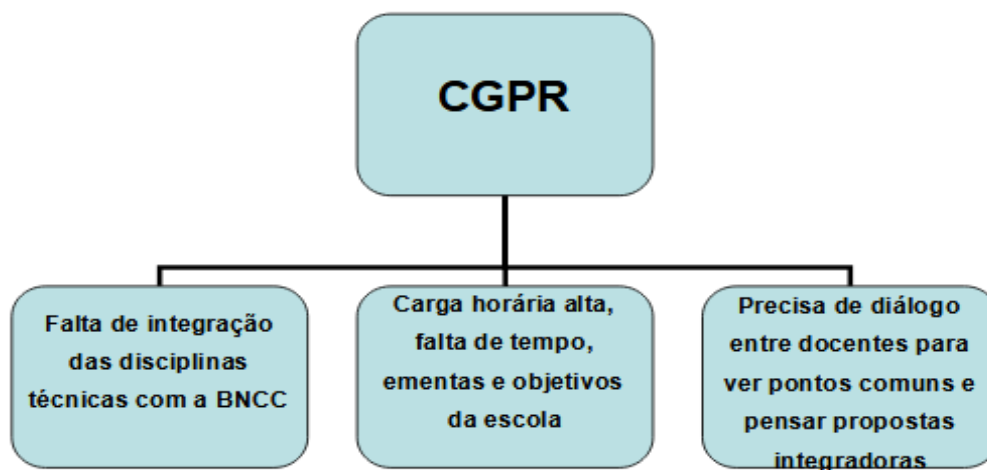 CGPR
Falta de integração
das disciplinas
técnicas com a BNCC
Carga horária alta,
falta de tempo,
ementas e objetivos
da escola
Precisa de diálogo
entre docentes para
ver pontos comuns e
pensar propostas
integradoras